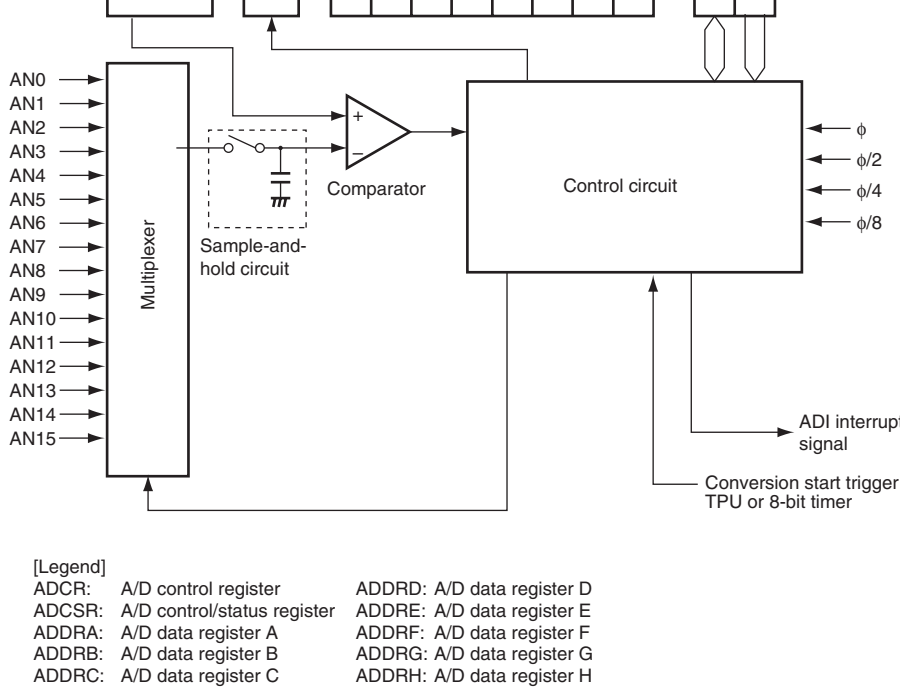 AN0
AN1
AN2
AN3
AN4
AN5
AN6
AN7
AN8
AN9
AN10
AN11
AN12
AN13
AN14
AN15
Multiplexer
Sample-and-
hold circuit
+
−
Comparator
Control circuit
ϕ
ϕ/2
ϕ/4
ϕ/8
ADI interrupt
signal
Conversion start trigger
TPU or 8-bit timer
[Legend]
ADCR: A/D control register
ADCSR: A/D control/status register
ADDRA: A/D data register A
ADDRB: A/D data register B
ADDRC: A/D data register C
ADDRD: A/D data register D
ADDRE: A/D data register E
ADDRF: A/D data register F
ADDRG: A/D data register G
ADDRH: A/D data register H